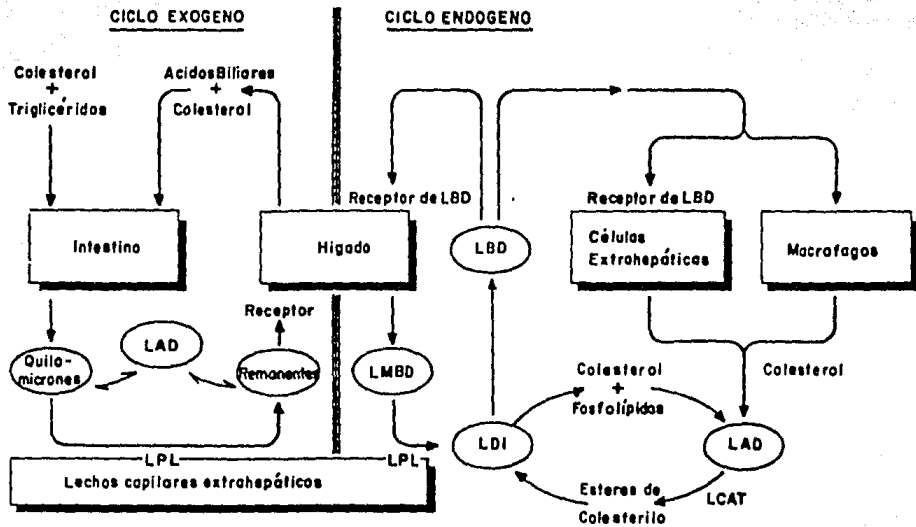 CICLO EXOGENO
CICLO ENDOGENO
Colesterol
+
Triglicéridos
Acidos Biliares
+
Colesterol
Receptor de LBD
Receptor de LBD
Intestino
Hígado
LBD
Células
Extrahepáticas
Macrofagos
Receptor
LAD
Quilo-
micrones
Remanentes
LMBD
Colesterol
+
Fosfolípidos
Colesterol
LDI
LAD
LPL
LPL
Lechos capilares extrahepáticos
Esteres de
Colesterilo
LCAT